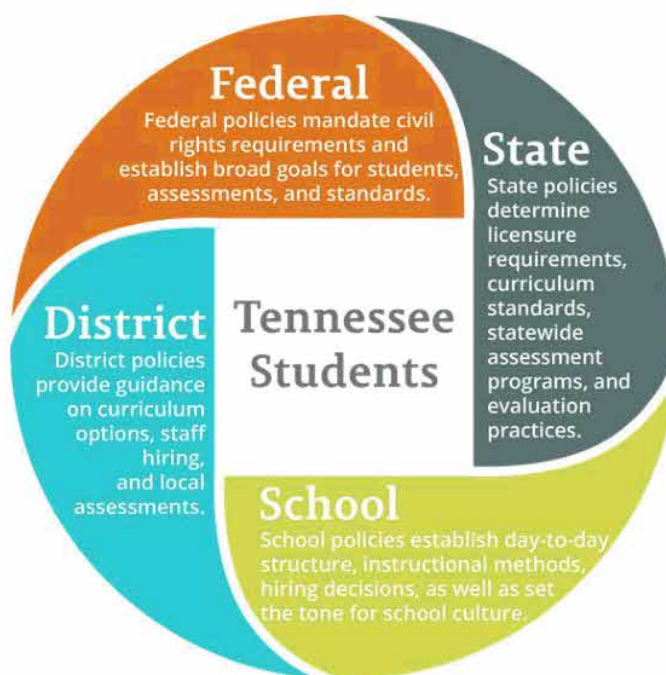 Federal
Federal policies mandate civil
rights requirements and
establish broad goals for students,
assessments, and standards.
State
State policies
determine
licensure
requirements,
curriculum
standards,
statewide
assessment
programs, and
evaluation
practices.
Tennessee
Students
District
District policies
provide guidance
on curriculum
options, staff
hiring,
and local
assessments.
School
School policies establish day-to-day
structure, instructional methods,
hiring decisions, as well as set
the tone for school culture.